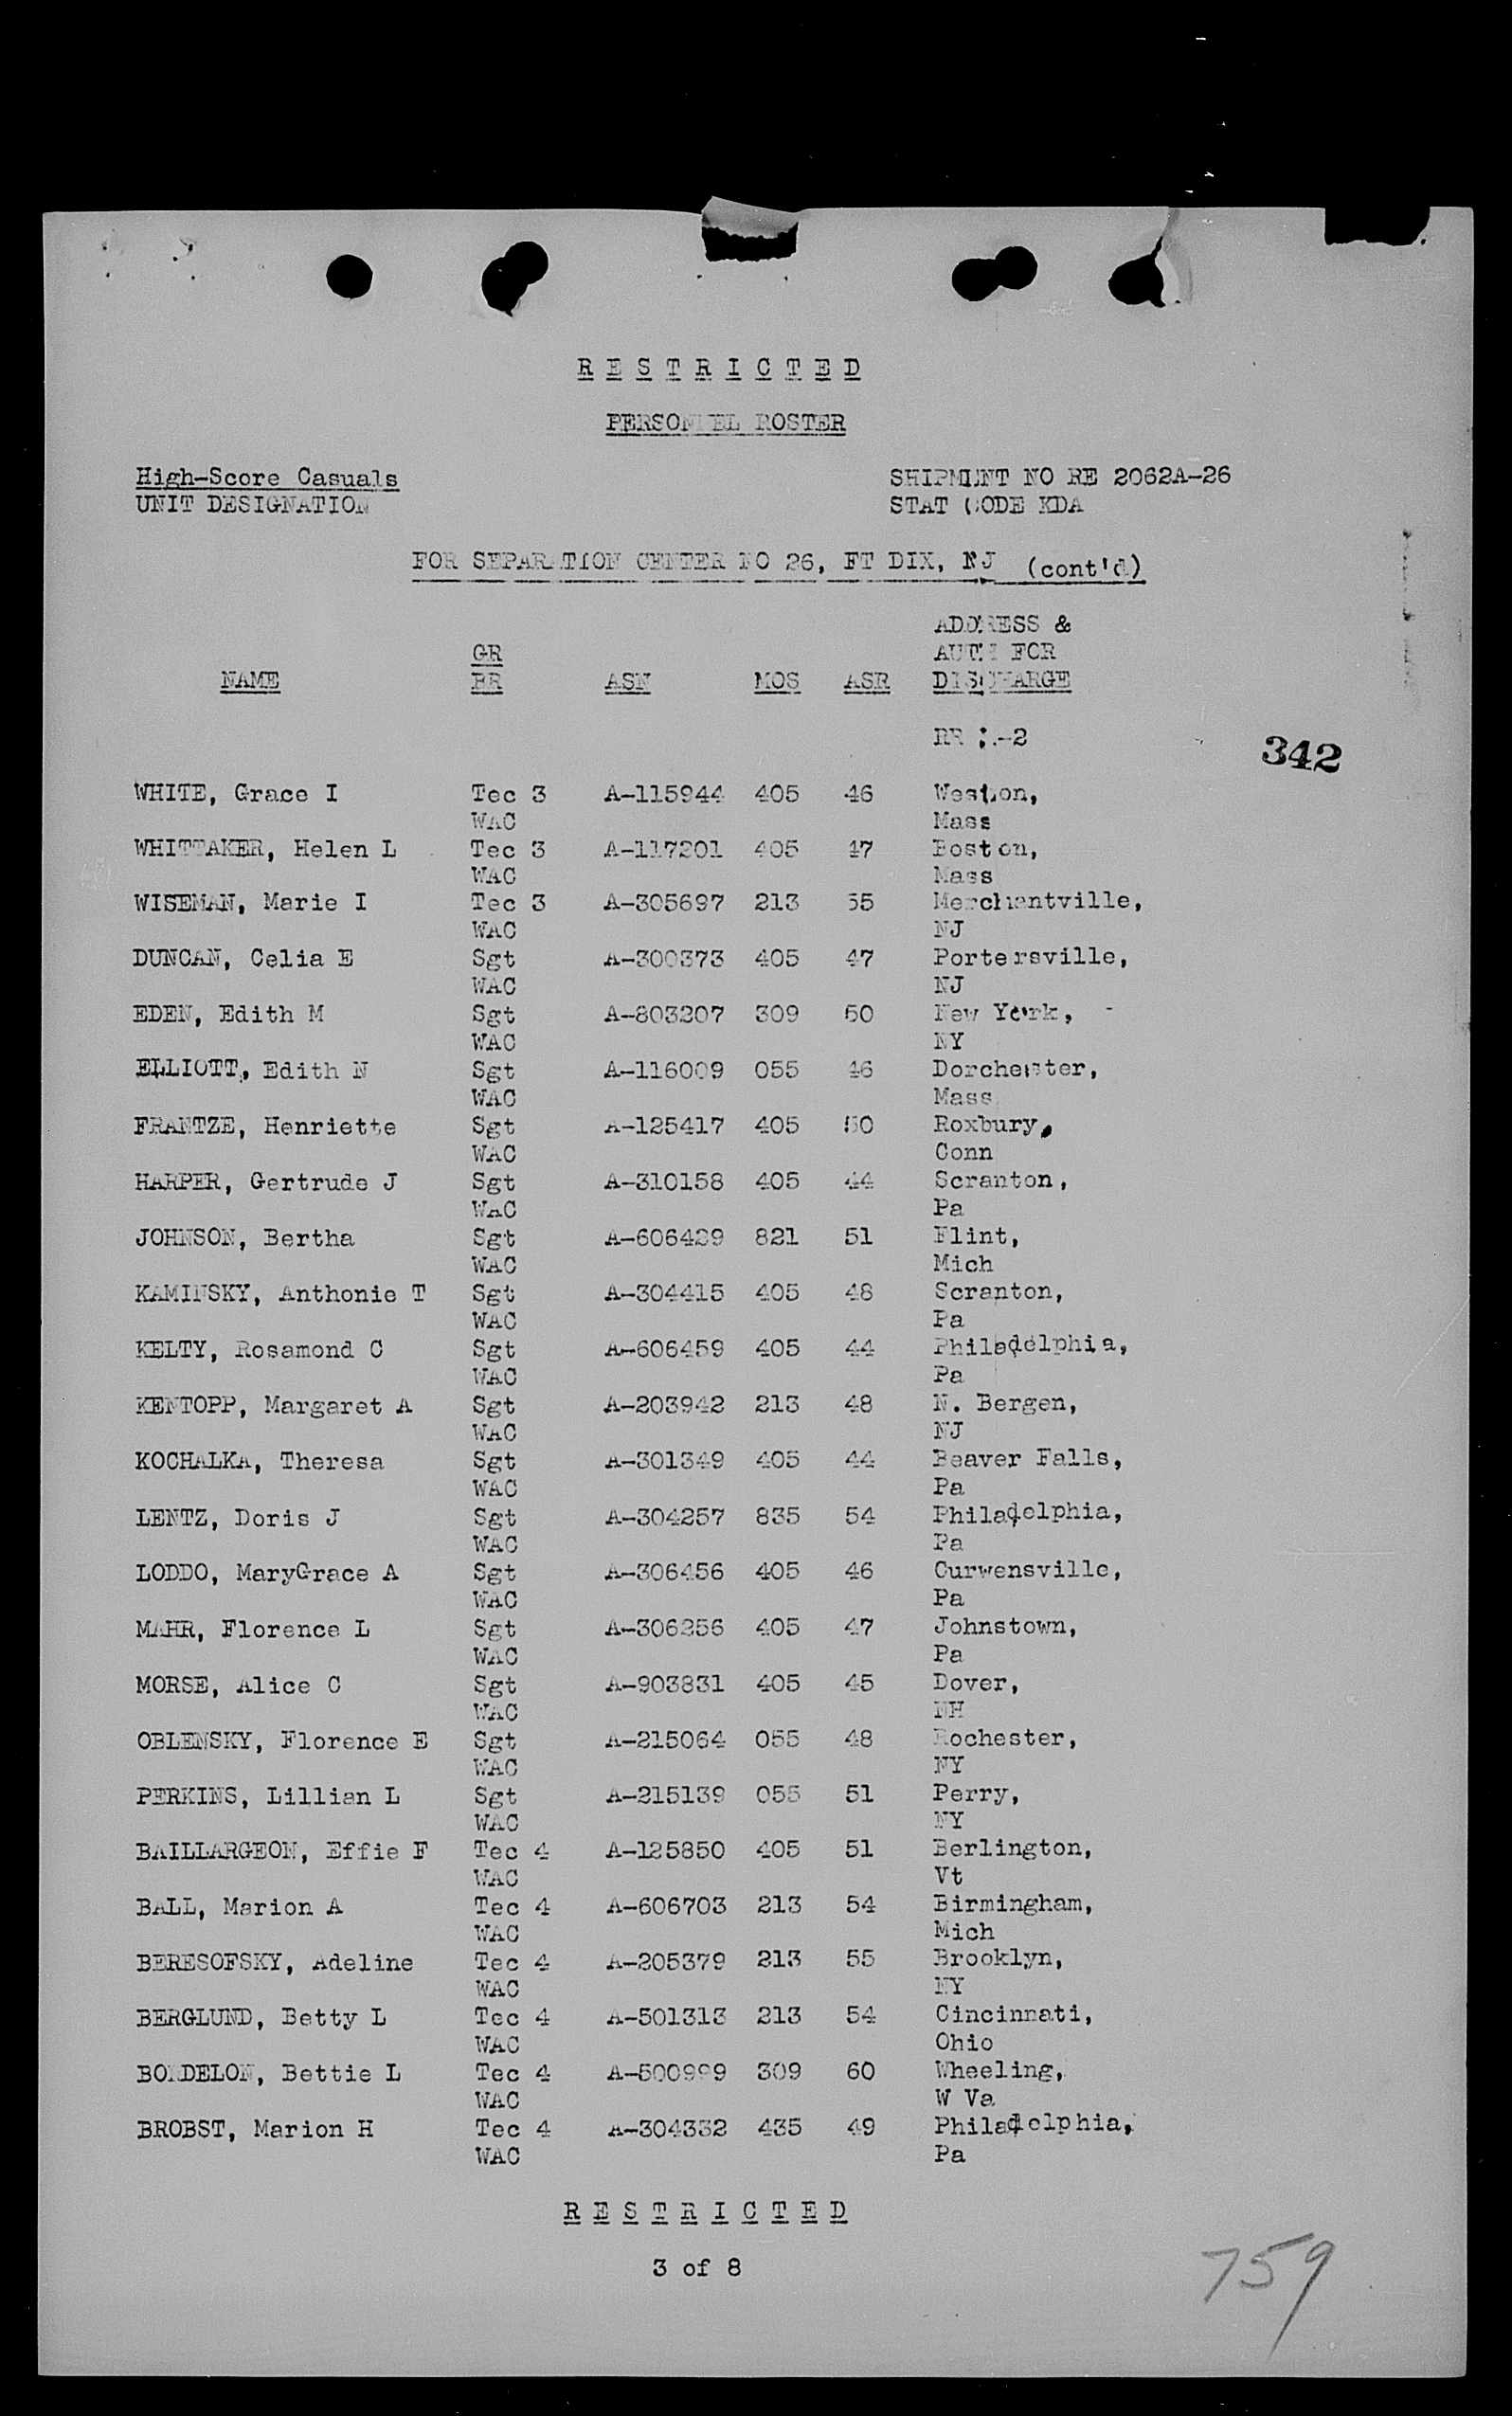 RESTRICTED
PERSONNEL ROSTER
High-Score Casuals SHIPMENT NO RE 2062A-26
UNIT DESIGNATION STAT CODE KDA
FOR SEPARATION CENTER NO 26, FT DIX, NJ (cont'd)
ADDRESS &
GR AUTH FOR
NAME BR ASN MOS ASR DISCHARGE
342
WHITE, Grace I Tec 3 A-115944 405 46 Weston,
WAC Mass
WHITTAKER, Helen L Tec 3 A-117201 405 47 Boston,
WAC Mass
WISEMAN, Marie I Tec 3 A-305697 213 55 Merchantville,
WAC NJ
DUNCAN, Celia E Sgt A-300373 405 47 Portersville,
WAC NJ
EDEN, Edith M Sgt A-803207 309 50 New York,
WAC NY
ELLIOTT, Edith N Sgt A-116009 055 46 Dorchester,
WAC Mass
FRANTZE, Henriette Sgt A-125417 405 50 Roxbury,
WAC Conn
HARPER, Gertrude J Sgt A-310158 405 44 Scranton,
WAC Pa
JOHNSON, Bertha Sgt A-606429 821 51 Flint,
WAC Mich
KAMINSKY, Anthonie T Sgt A-304415 405 48 Scranton,
WAC Pa
KELTY, Rosamond C Sgt A-606459 405 44 Philadelphia,
WAC Pa
KENTOPP, Margaret A Sgt A-203942 213 48 N. Bergen,
WAC NJ
KOCHALKA, Theresa Sgt A-301349 405 44 Beaver Falls,
WAC Pa
LENTZ, Doris J Sgt A-304257 835 54 Philadelphia,
WAC Pa
LODDO, MaryGrace A Sgt A-306456 405 46 Curwensville,
WAC Pa
MAHR, Florence L Sgt A-306256 405 47 Johnstown,
WAC Pa
MORSE, Alice C Sgt A-903831 405 45 Dover,
WAC NH
OBLENSKY, Florence E Sgt A-215064 055 48 Rochester,
WAC NY
PERKINS, Lillian L Sgt A-215139 055 51 Perry,
WAC NY
BAILLARGEON, Effie F Tec 4 A-125850 405 51 Berlington,
WAC Vt
BALL, Marion A Tec 4 A-606703 213 54 Birmingham,
WAC Mich
BERESOFSKY, Adeline Tec 4 A-205379 213 55 Brooklyn,
WAC NY
BERGLUND, Betty L Tec 4 A-501313 213 54 Cincinnati,
WAC Ohio
Bettie L Tec 4 A-500999 309 60 Wheeling,
WAC W Va
BROBST, Marion H Tec 4 A-304332 435 49 Philadelphia,
WAC Pa
RESTRICTED
3 of 8
759